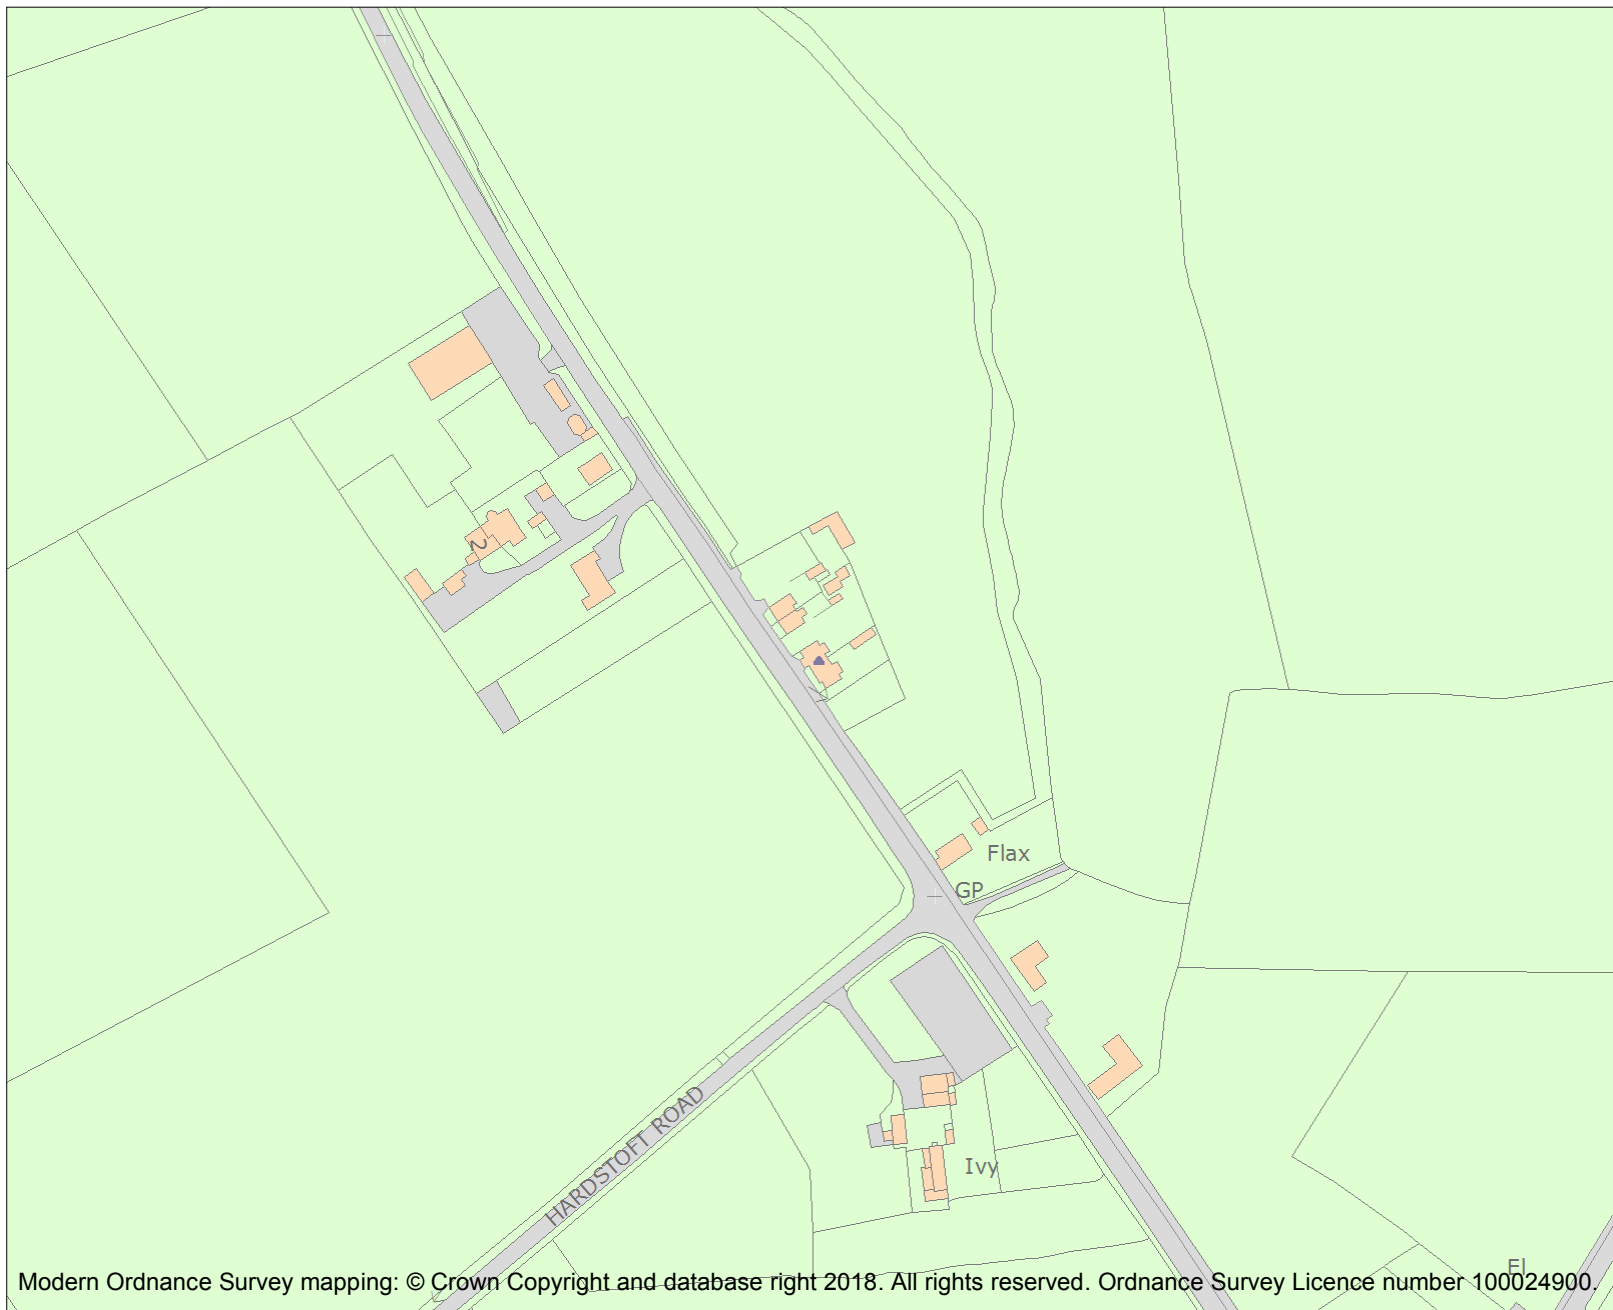 2
Flax
GP
HARDSTOFT ROAD
Ivy
El
Modern Ordnance Survey mapping: © Crown Copyright and database right 2018. All rights reserved. Ordnance Survey Licence number 100024900.